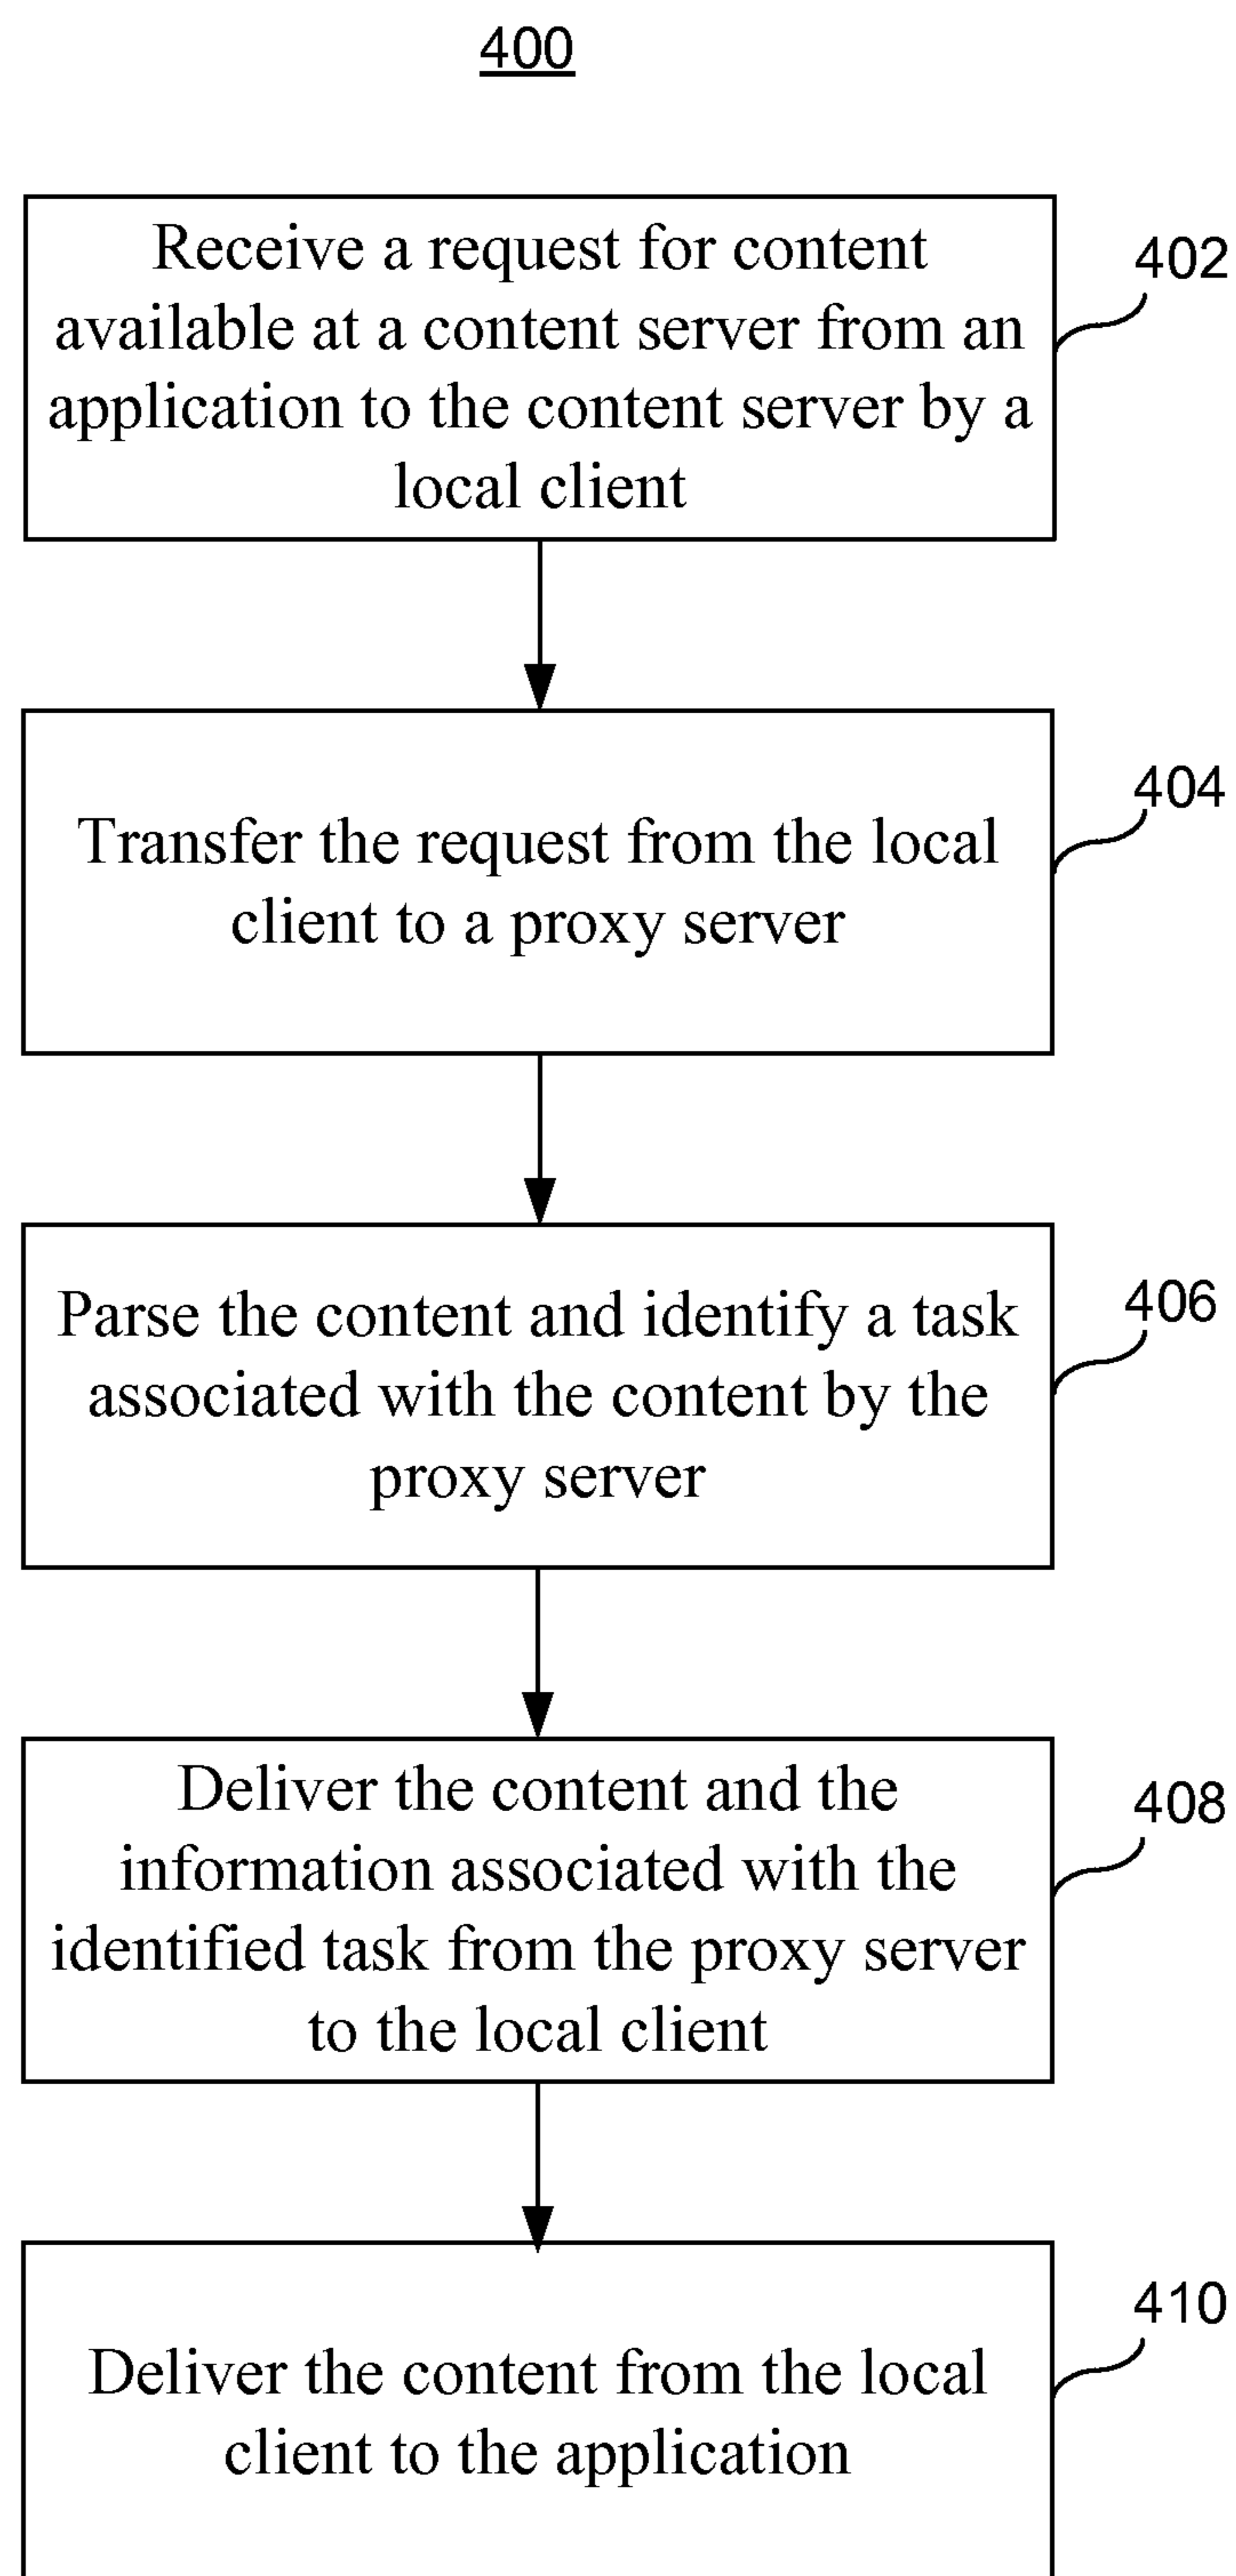 400
Receive a request for content
available at a content server from an
application to the content server by a
local client
402
Transfer the request from the local
client to a proxy server
404
Parse the content and identify a task
associated with the content by the
proxy server
406
Deliver the content and the
information associated with the
identified task from the proxy server
to the local client
408
Deliver the content from the local
client to the application
410